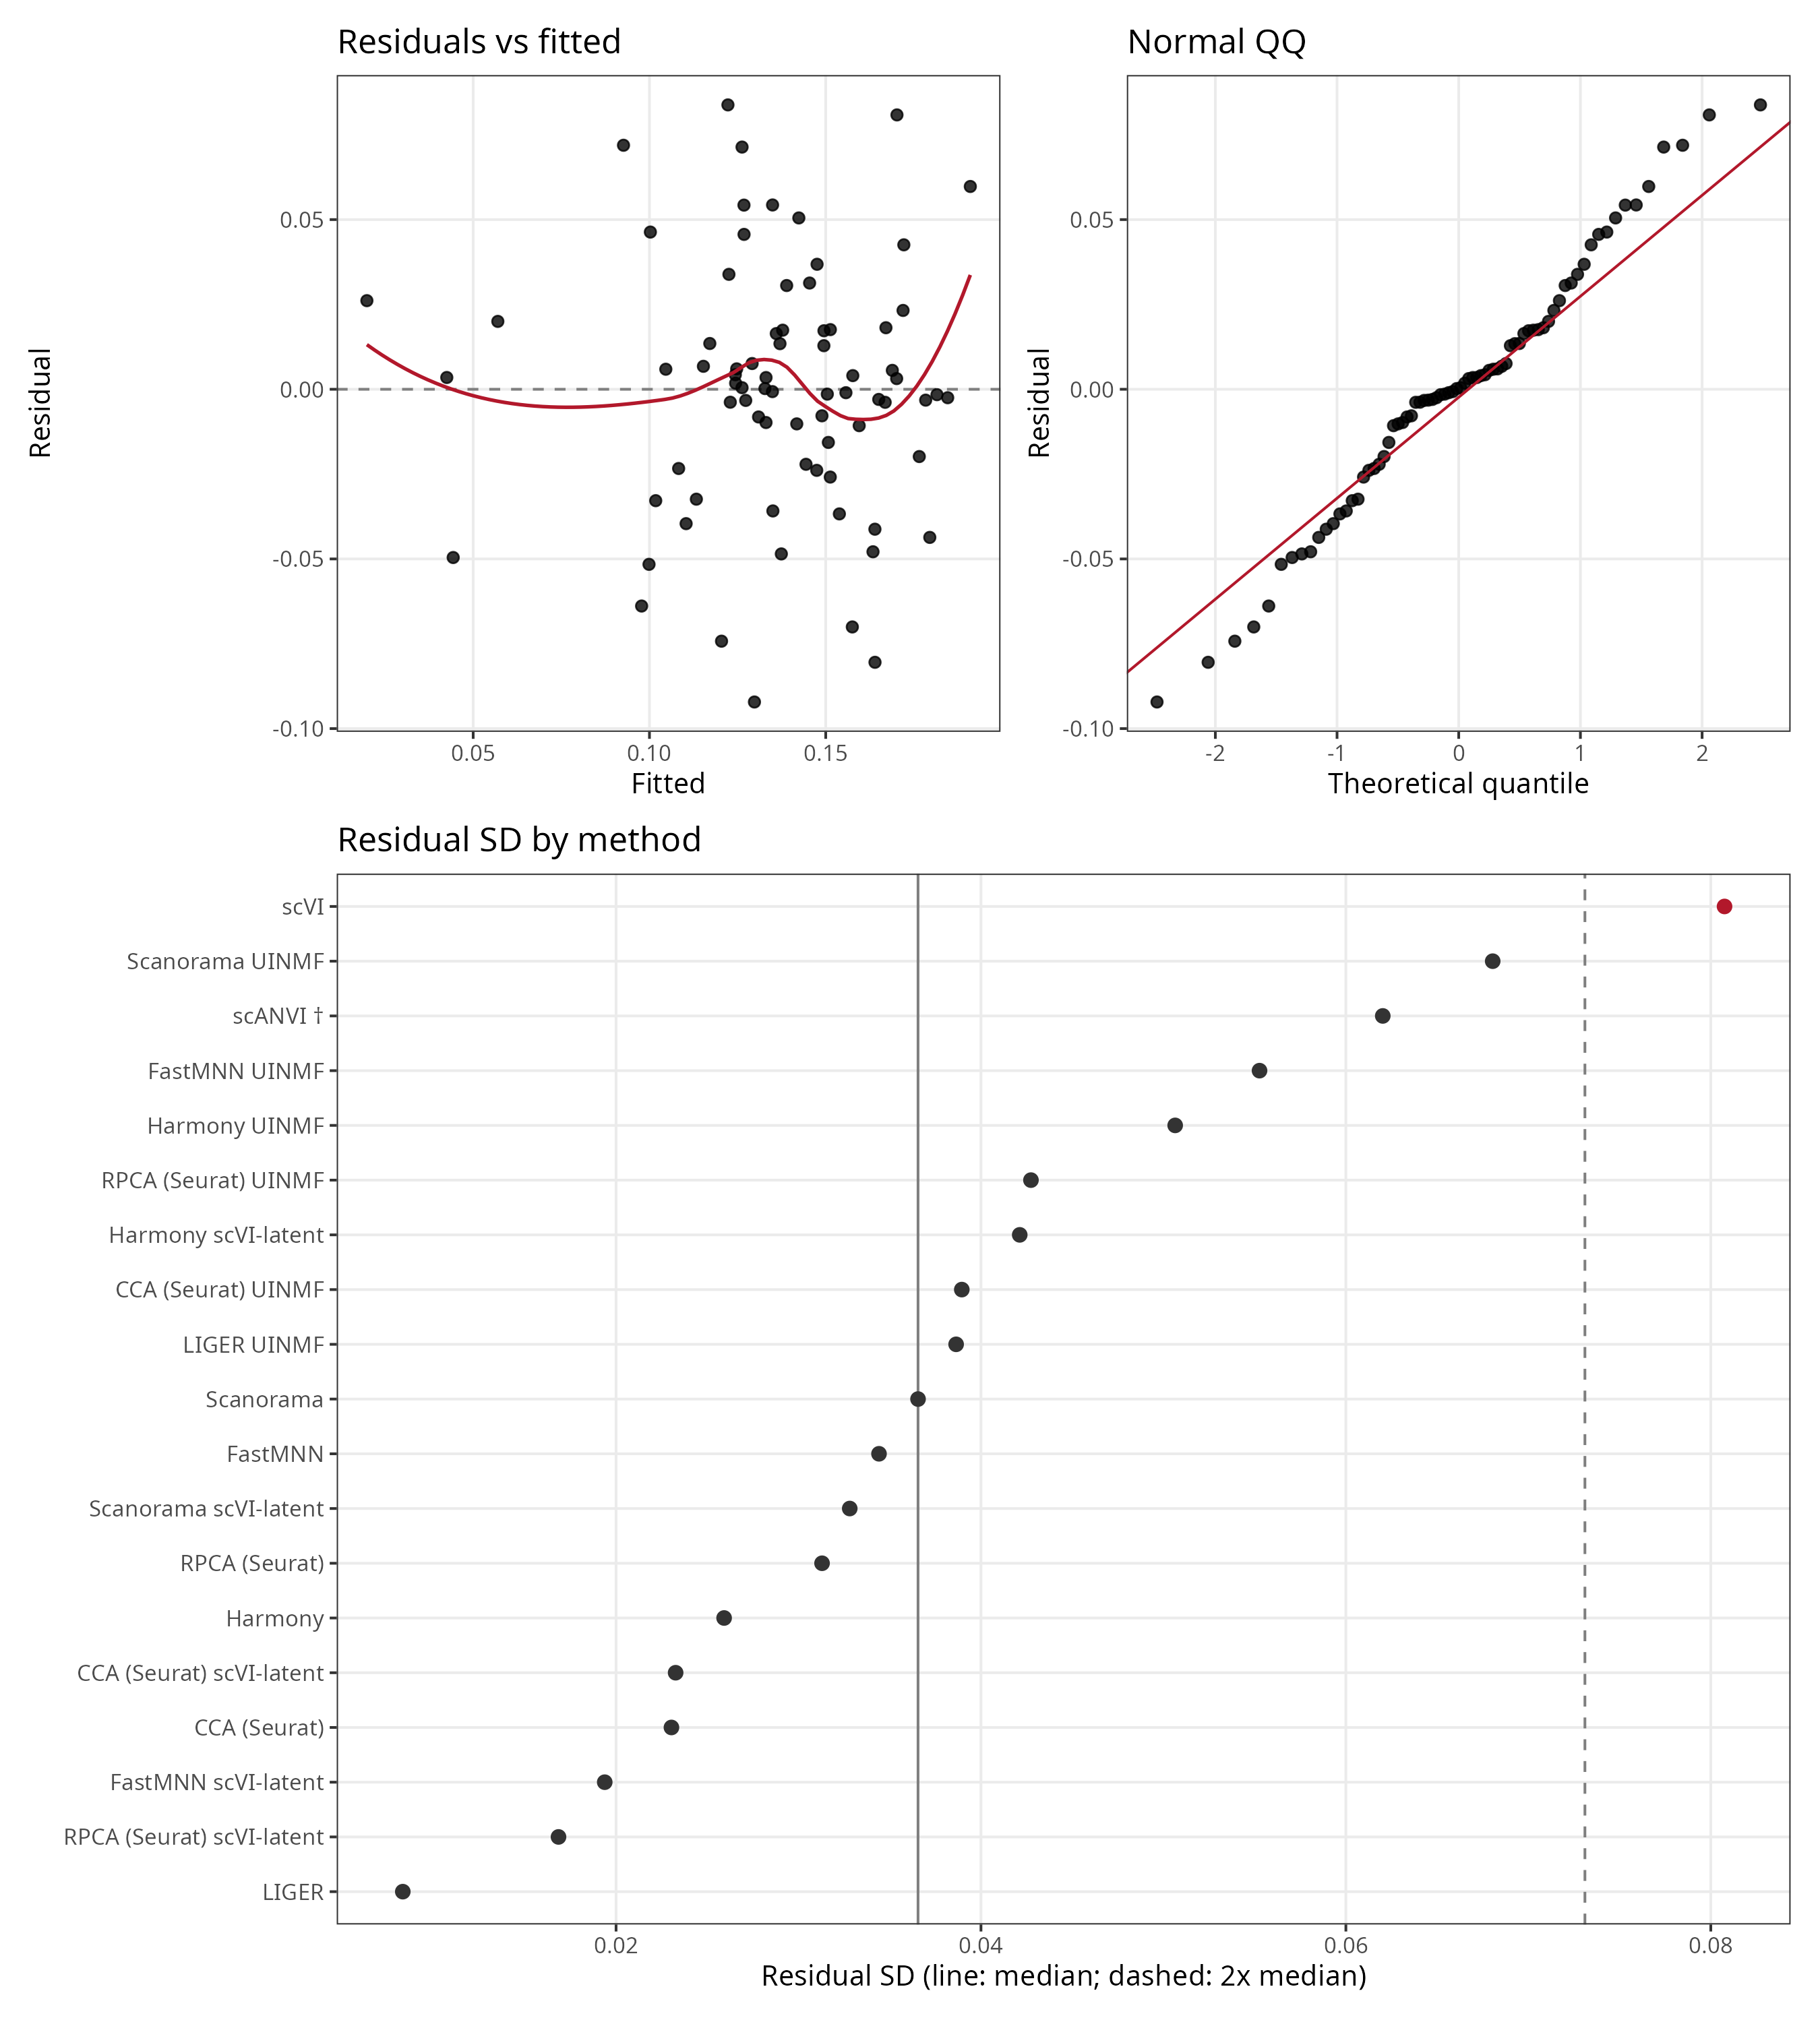 Residuals vs fitted
Residual
0.05
0.00
-0.05
-0.10
0.05
0.10
0.15
Fitted
Normal QQ
Residual
0.05
0.00
-0.05
-0.10
-2
-1
0
1
2
Theoretical quantile
Residual SD by method
scVI
Scanorama UINMF
scANVI †
FastMNN UINMF
Harmony UINMF
RPCA (Seurat) UINMF
Harmony scVI-latent
CCA (Seurat) UINMF
LIGER UINMF
Scanorama
FastMNN
Scanorama scVI-latent
RPCA (Seurat)
Harmony
CCA (Seurat) scVI-latent
CCA (Seurat)
FastMNN scVI-latent
RPCA (Seurat) scVI-latent
LIGER
0.02
0.04
0.06
0.08
Residual SD (line: median; dashed: 2x median)